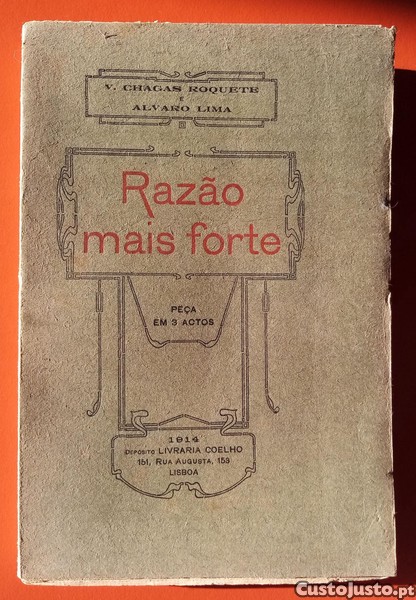 V. CHAGAS ROQUETE
E
ALVARO LIMA
Razão
mais forte
PEÇA
EM 3 ACTOS
1914
DEPOSITO LIVRARIA COELHO
151, RUA AUGUSTA, 153
LISBOA
CustoJusto.pt